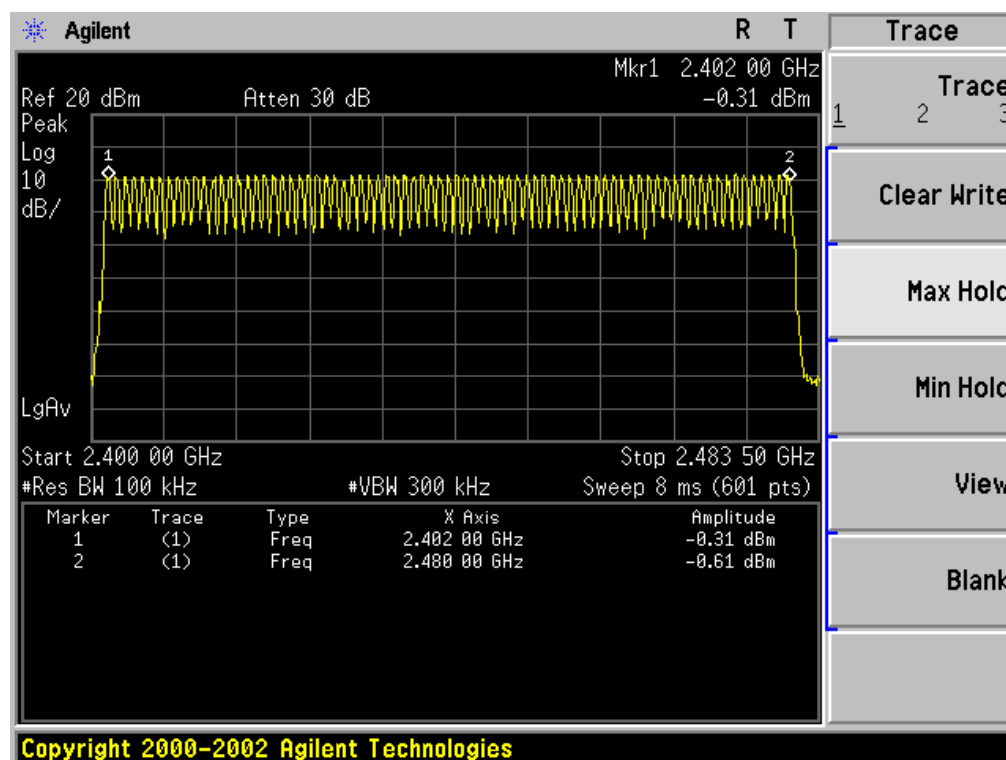 Agilent R T
Mkr1 2.402 00 GHz
Ref 20 dBm Atten 30 dB -0.31 dBm
Peak
Log
10
dB/
1
2
LgAv
Start 2.400 00 GHz Stop 2.483 50 GHz
#Res BW 100 kHz #VBW 300 kHz Sweep 8 ms (601 pts)
Marker Trace Type X Axis Amplitude
1 (1) Freq 2.402 00 GHz -0.31 dBm
2 (1) Freq 2.480 00 GHz -0.61 dBm
Copyright 2000-2002 Agilent Technologies
Trace
Trace
1 2 3
Clear Write
Max Hold
Min Hold
View
Blank